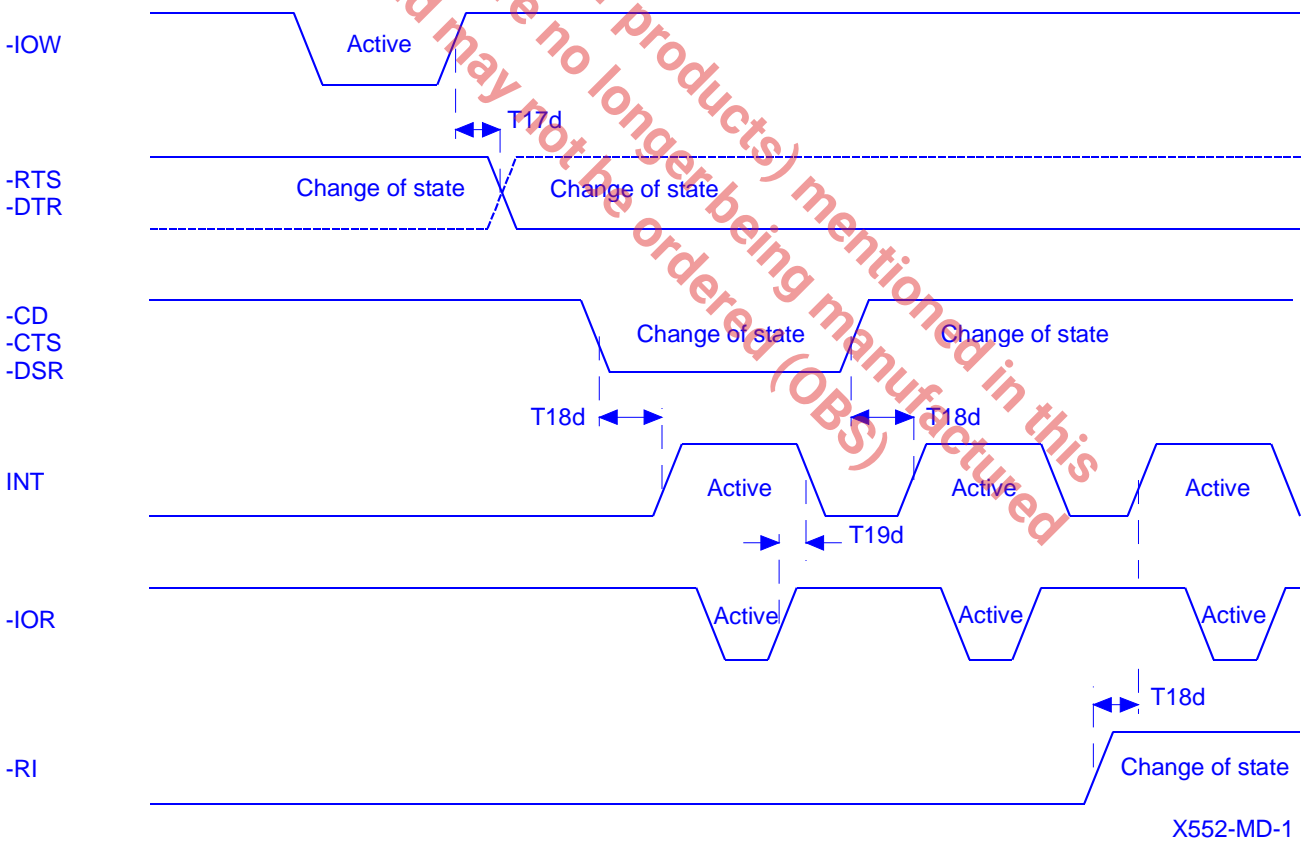 -IOW
Active
T17d
-RTS
-DTR
Change of state
Change of state
-CD
-CTS
-DSR
Change of state
Change of state
T18d
T18d
INT
Active
Active
Active
T19d
-IOR
Active
Active
Active
T18d
-RI
Change of state
X552-MD-1
products) mentioned in this
no longer being manufactured
may not be ordered (OBS)